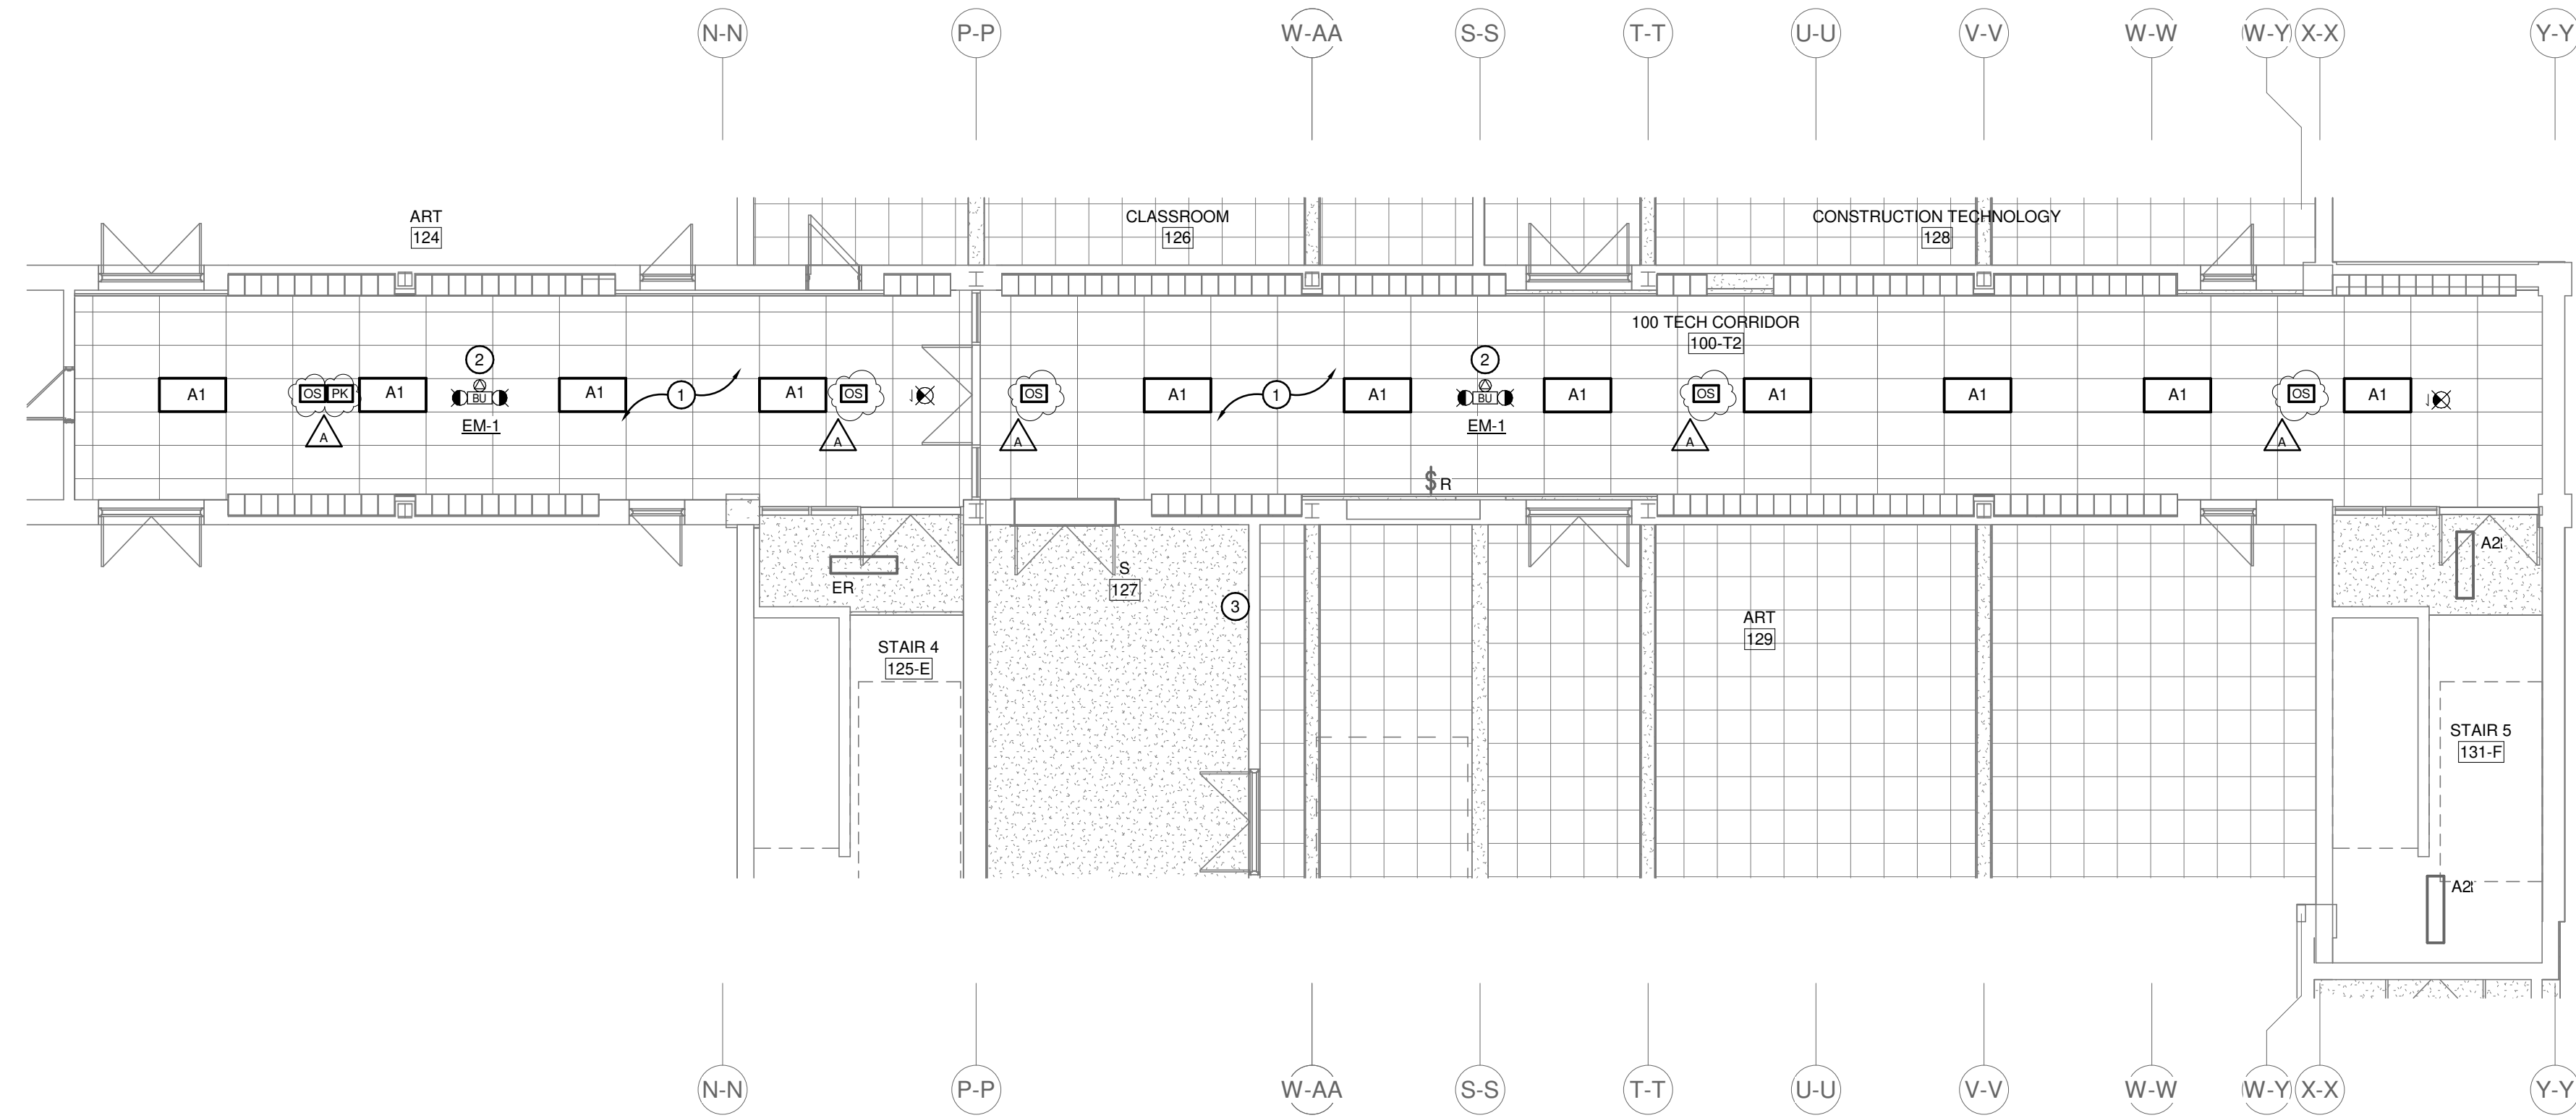 N-N
P-P
W-AA
S-S
T-T
U-U
V-V
W-W
W-Y
X-X
Y-Y
ART
124
CLASSROOM
126
CONSTRUCTION TECHNOLOGY
128
100 TECH CORRIDOR
100-T2
2
2
A1
OS
PK
A1
BU
A1
1
A1
OS
OS
A1
1
A1
BU
A1
OS
A1
A1
A1
OS
A1
EM-1
EM-1
A
A
A
A
A
$R
A2
ER
S
127
3
ART
129
STAIR 4
125-E
STAIR 5
131-F
A2
N-N
P-P
W-AA
S-S
T-T
U-U
V-V
W-W
W-Y
X-X
Y-Y